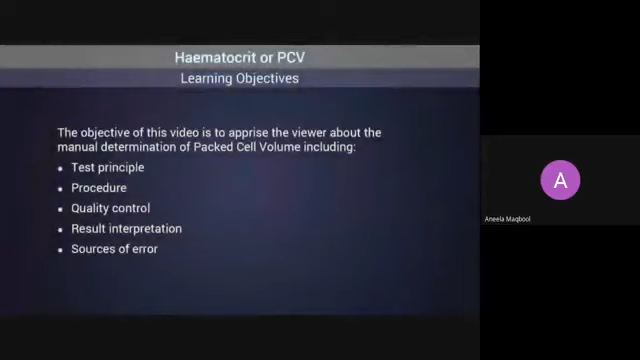 Haematocrit or PCV
Learning Objectives
The objective of this video is to apprise the viewer about the
manual determination of Packed Cell Volume including:
• Test principle
• Procedure
• Quality control
• Result interpretation
• Sources of error
A
Aneela Maqbool